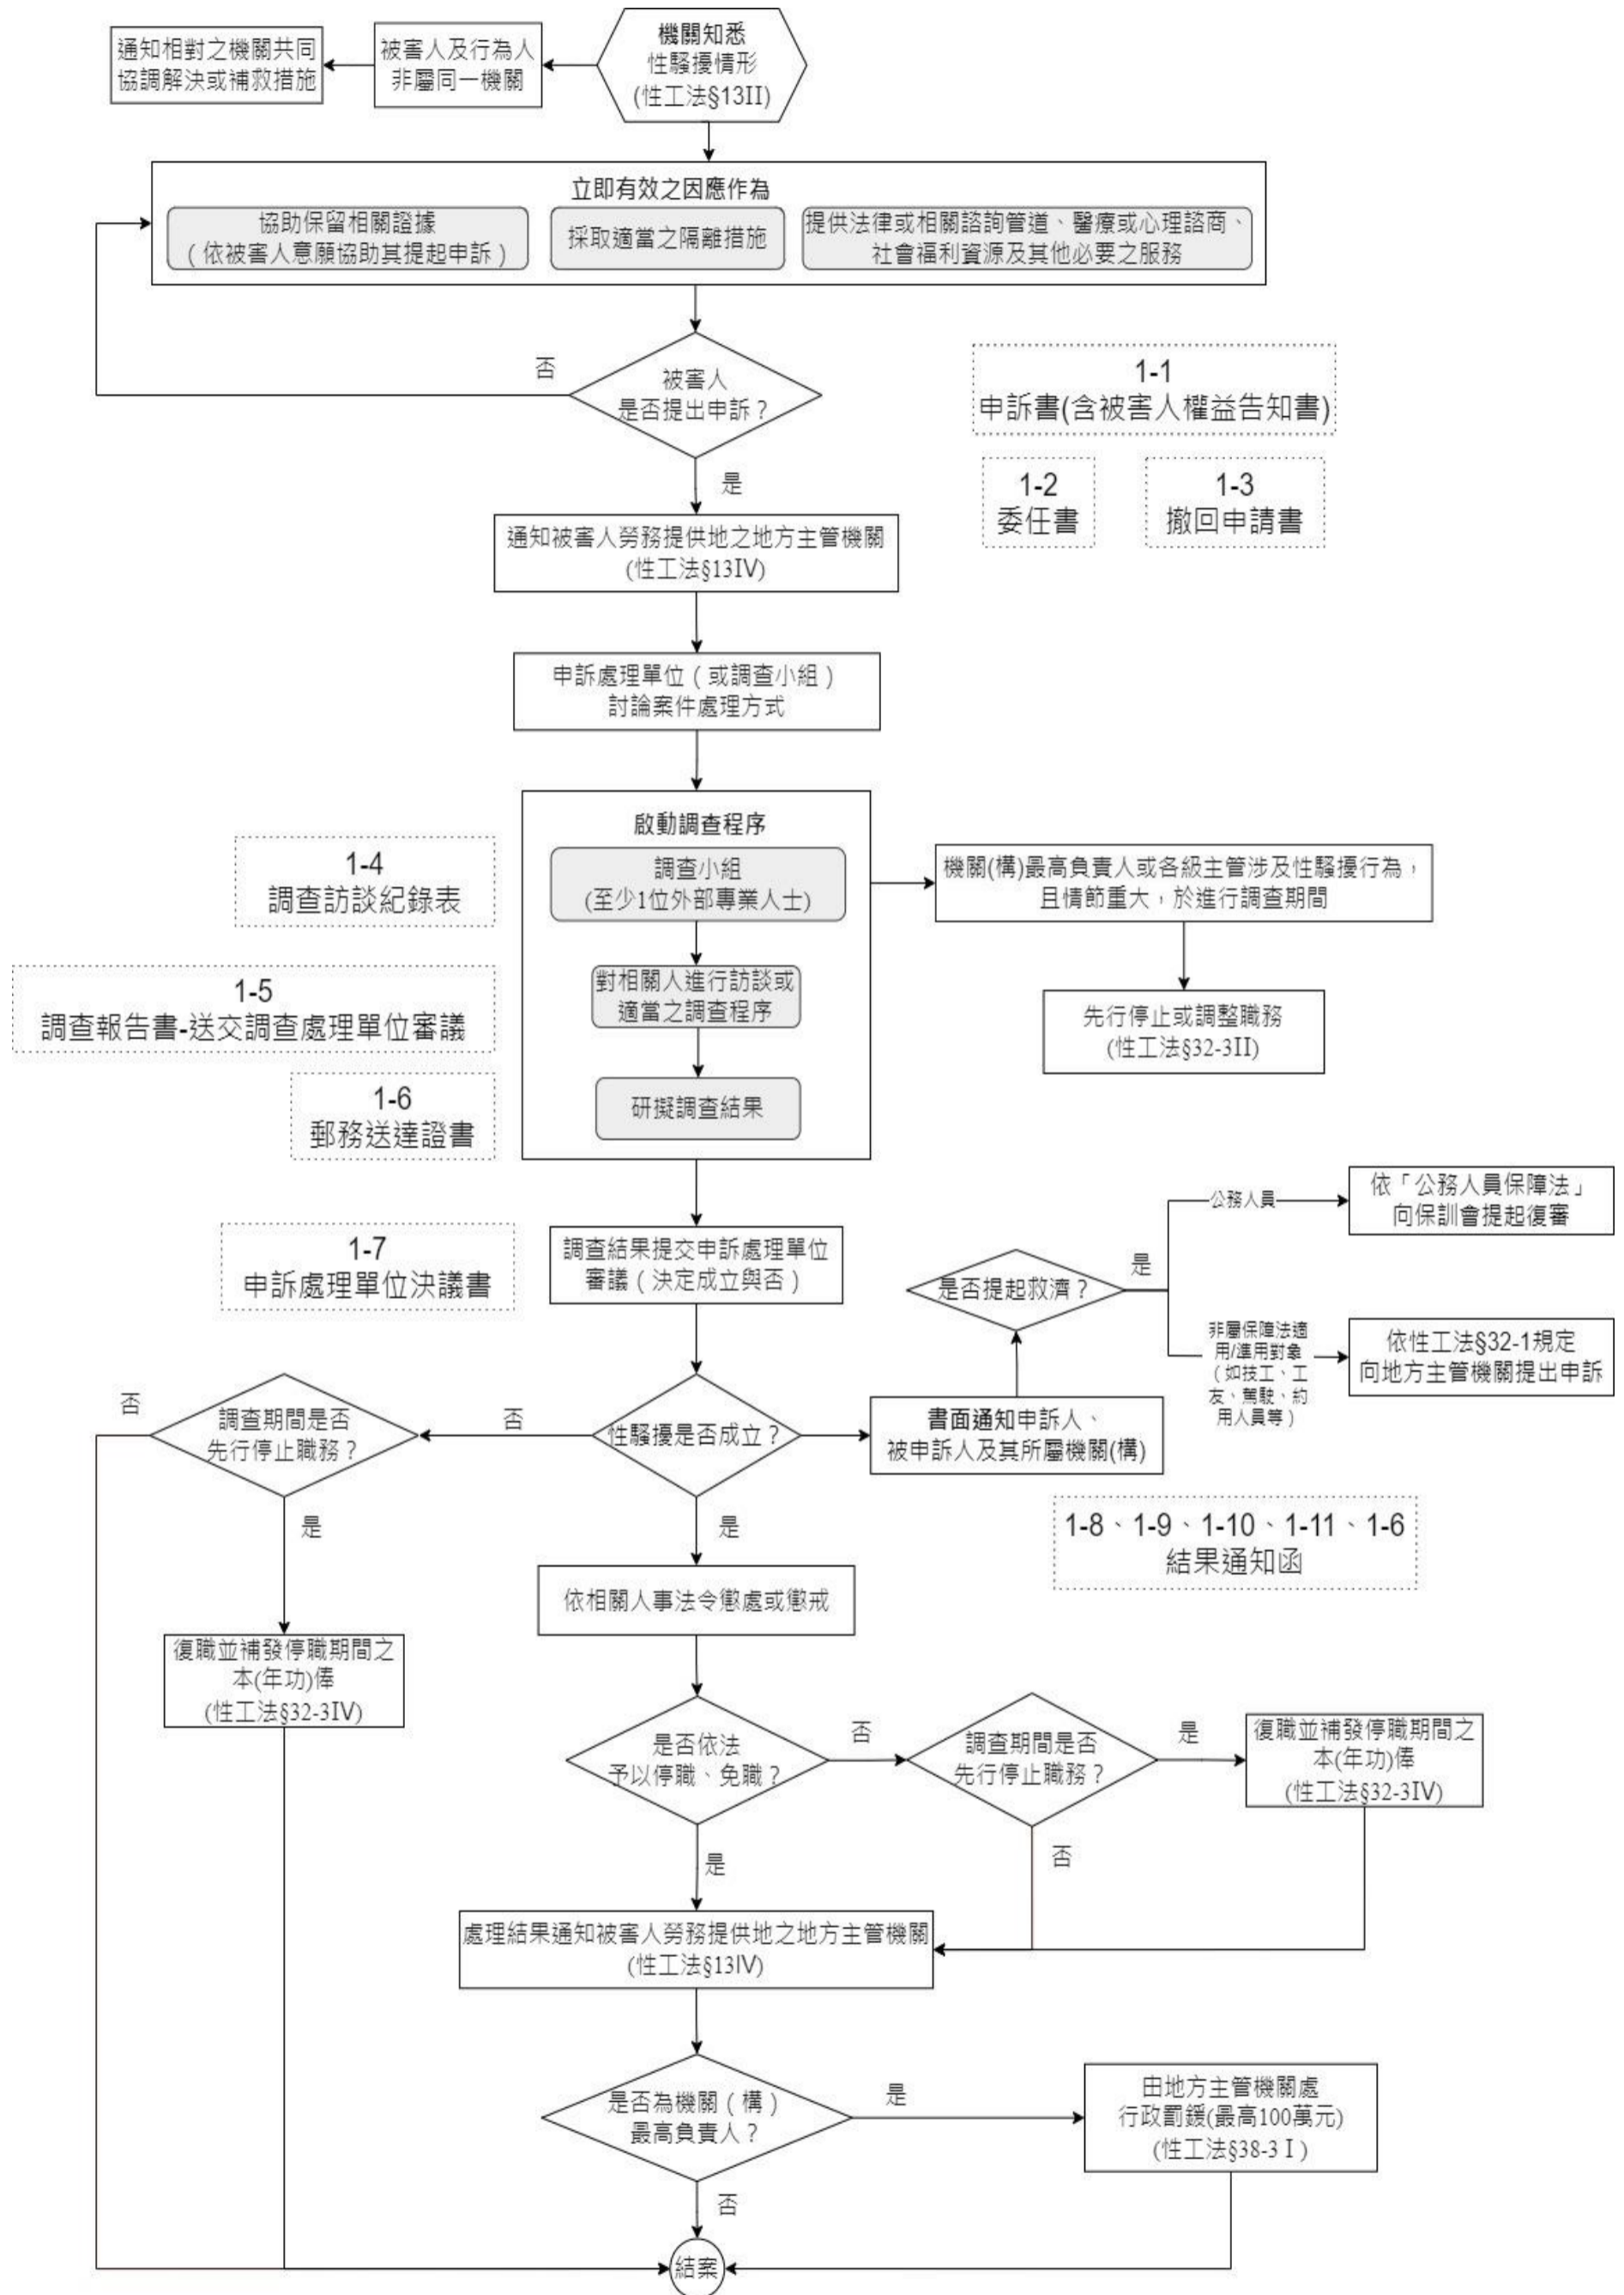 機關知悉
性騷擾情形
(性工法§13II)
被害人及行為人
非屬同一機關
通知相對之機關共同
協調解決或補救措施
立即有效之因應作為
協助保留相關證據
（依被害人意願協助其提起申訴）
採取適當之隔離措施
提供法律或相關諮詢管道、醫療或心理諮商、
社會福利資源及其他必要之服務
否
被害人
是否提出申訴？
是
1-1
申訴書(含被害人權益告知書)
1-2
委任書
1-3
撤回申請書
通知被害人勞務提供地之地方主管機關
(性工法§13IV)
申訴處理單位（或調查小組）
討論案件處理方式
啟動調查程序
調查小組
(至少1位外部專業人士)
對相關人進行訪談或
適當之調查程序
研擬調查結果
機關(構)最高負責人或各級主管涉及性騷擾行為，
且情節重大，於進行調查期間
先行停止或調整職務
(性工法§32-3II)
1-4
調查訪談紀錄表
1-5
調查報告書-送交調查處理單位審議
1-6
郵務送達證書
1-7
申訴處理單位決議書
調查結果提交申訴處理單位
審議（決定成立與否）
是否提起救濟？
是
公務人員
依「公務人員保障法」
向保訓會提起復審
非屬保障法適
用/準用對象
（如技工、工
友、駕駛、約
用人員等）
依性工法§32-1規定
向地方主管機關提出申訴
否
調查期間是否
先行停止職務？
否
性騷擾是否成立？
書面通知申訴人、
被申訴人及其所屬機關(構)
是
是
1-8、1-9、1-10、1-11、1-6
結果通知函
依相關人事法令懲處或懲戒
復職並補發停職期間之
本(年功)俸
(性工法§32-3IV)
是否依法
予以停職、免職？
否
調查期間是否
先行停止職務？
是
復職並補發停職期間之
本(年功)俸
(性工法§32-3IV)
是
否
處理結果通知被害人勞務提供地之地方主管機關
(性工法§13IV)
是否為機關（構）
最高負責人？
是
由地方主管機關處
行政罰鍰(最高100萬元)
(性工法§38-3 I )
否
結案